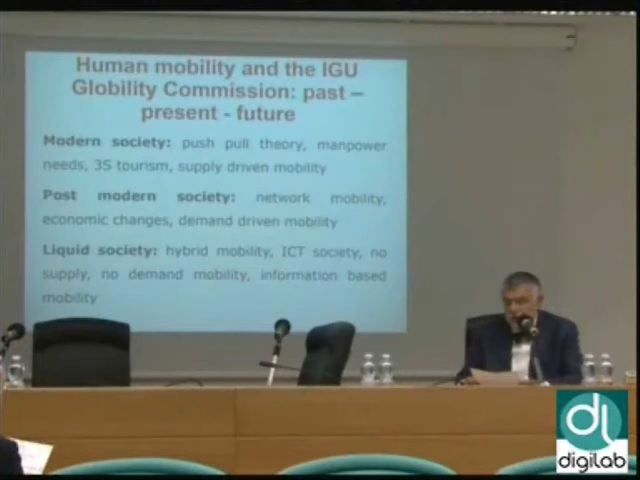 Human mobility and the IGU
Globility Commission: past –
present - future
Modern society: push pull theory, manpower
needs, 3S tourism, supply driven mobility
Post modern society: network mobility,
economic changes, demand driven mobility
Liquid society: hybrid mobility, ICT society, no
supply, no demand mobility, information based
mobility
dl
digilab